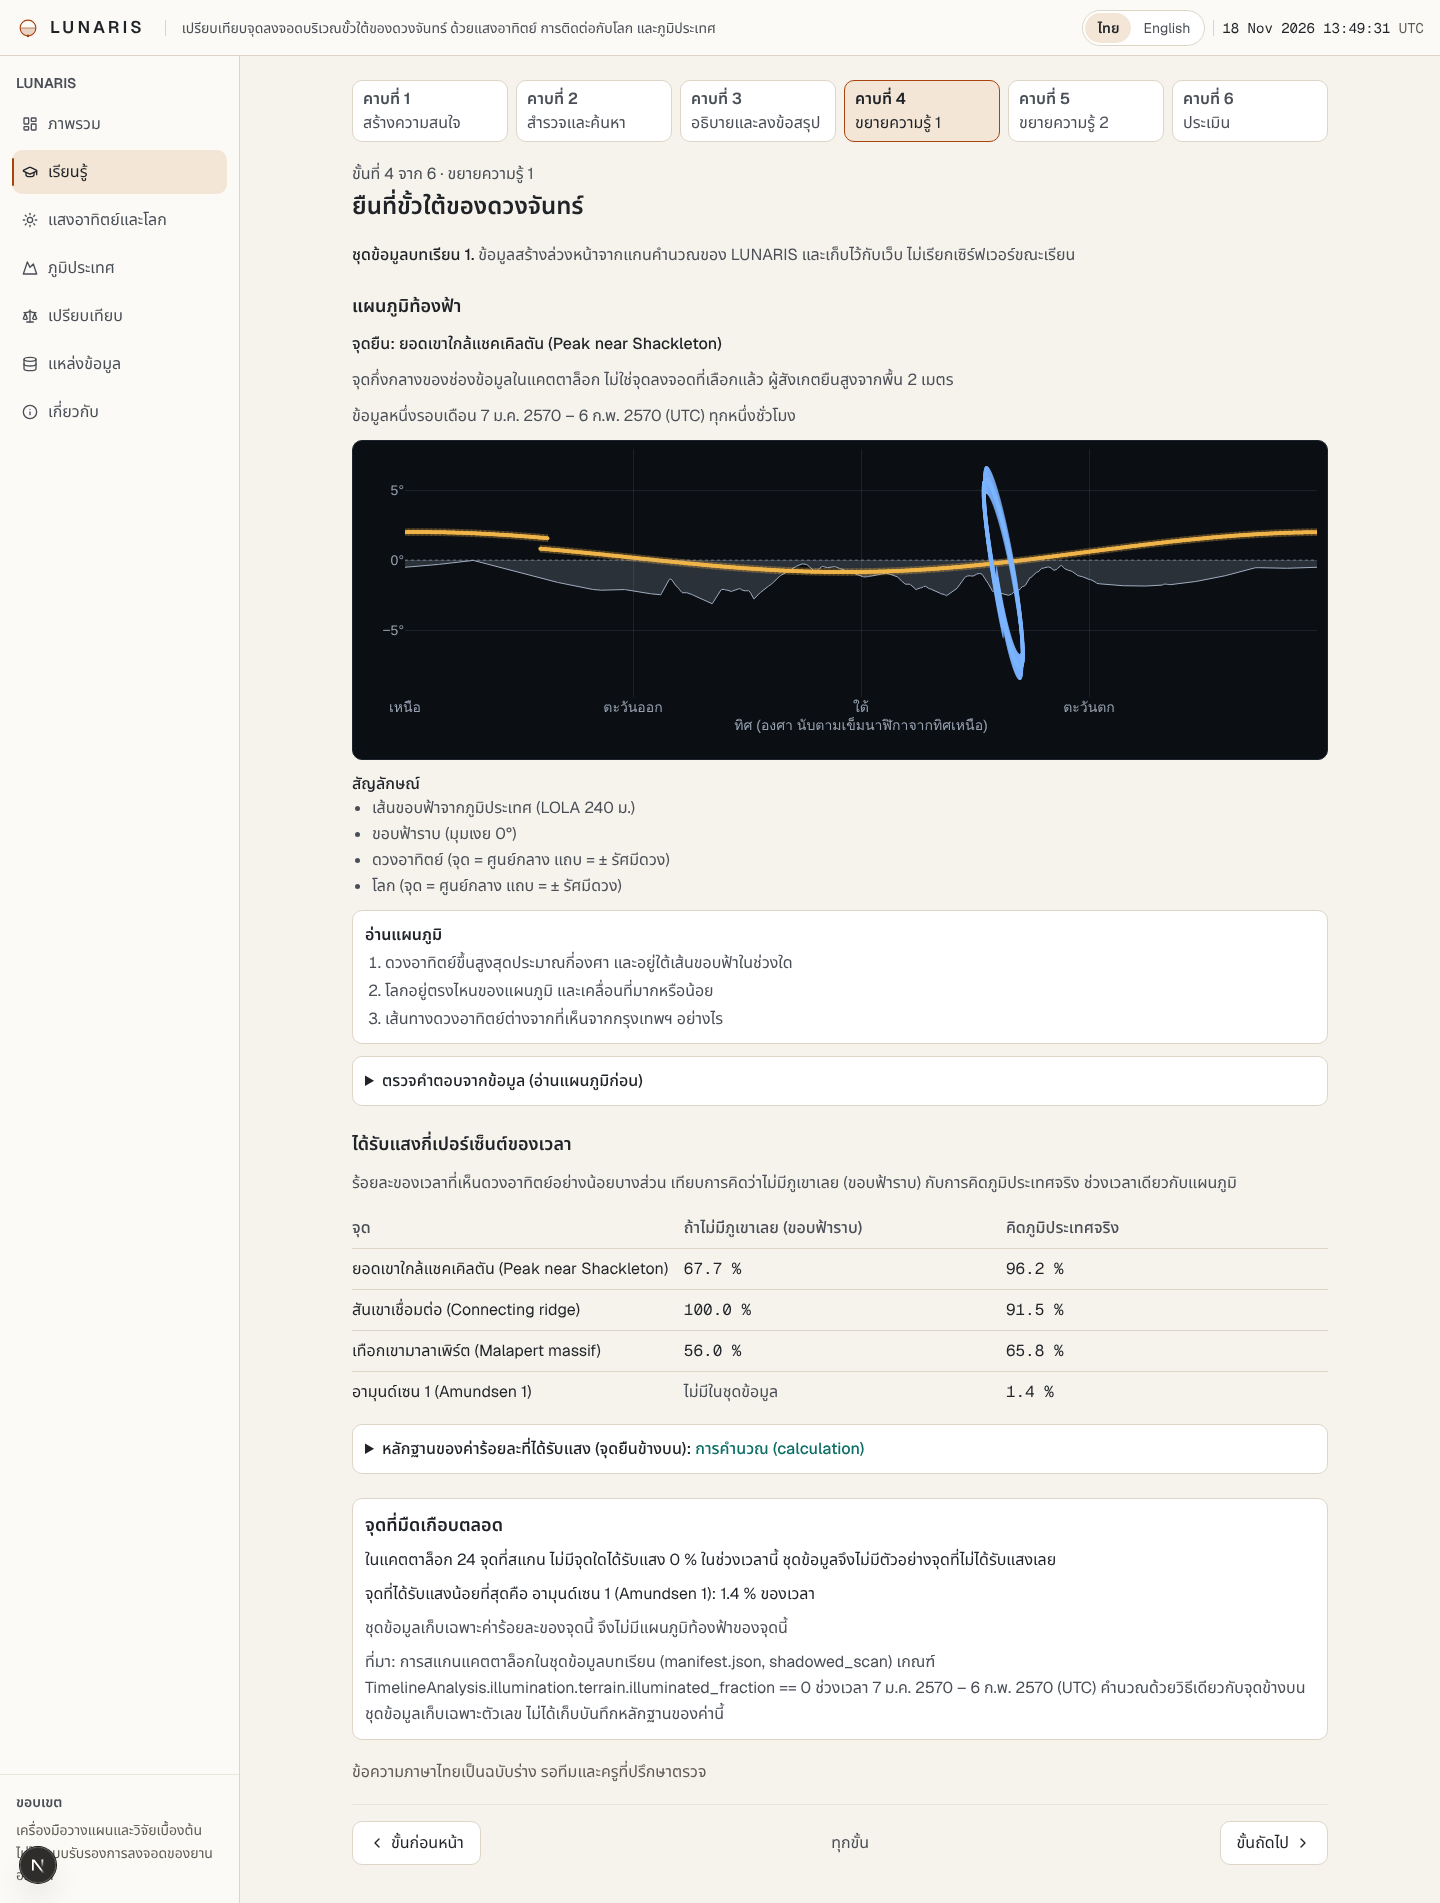 LUNARIS
เปรียบเทียบจุดลงจอดบริเวณขั้วใต้ของดวงจันทร์ ด้วยแสงอาทิตย์ การติดต่อกับโลก และภูมิประเทศ
ไทย English
18 Nov 2026 13:49:31 UTC
LUNARIS
ภาพรวม
เรียนรู้
แสงอาทิตย์และโลก
ภูมิประเทศ
เปรียบเทียบ
แหล่งข้อมูล
เกี่ยวกับ
คาบที่ 1
สร้างความสนใจ
คาบที่ 2
สำรวจและค้นหา
คาบที่ 3
อธิบายและลงข้อสรุป
คาบที่ 4
ขยายความรู้ 1
คาบที่ 5
ขยายความรู้ 2
คาบที่ 6
ประเมิน
ขั้นที่ 4 จาก 6 · ขยายความรู้ 1
ยืนที่ขั้วใต้ของดวงจันทร์
ชุดข้อมูลบทเรียน 1. ข้อมูลสร้างล่วงหน้าจากแกนคำนวณของ LUNARIS และเก็บไว้กับเว็บ ไม่เรียกเซิร์ฟเวอร์ขณะเรียน
แผนภูมิท้องฟ้า
จุดยืน: ยอดเขาใกล้แชคเคิลตัน (Peak near Shackleton)
จุดกึ่งกลางของช่องข้อมูลในแคตตาล็อก ไม่ใช่จุดลงจอดที่เลือกแล้ว ผู้สังเกตยืนสูงจากพื้น 2 เมตร
ข้อมูลหนึ่งรอบเดือน 7 ม.ค. 2570 – 6 ก.พ. 2570 (UTC) ทุกหนึ่งชั่วโมง
5°
0°
−5°
เหนือ ตะวันออก ใต้ ตะวันตก
ทิศ (องศา นับตามเข็มนาฬิกาจากทิศเหนือ)
สัญลักษณ์
เส้นขอบฟ้าจากภูมิประเทศ (LOLA 240 ม.)
ขอบฟ้าราบ (มุมเงย 0°)
ดวงอาทิตย์ (จุด = ศูนย์กลาง แถบ = ± รัศมีดวง)
โลก (จุด = ศูนย์กลาง แถบ = ± รัศมีดวง)
อ่านแผนภูมิ
1. ดวงอาทิตย์ขึ้นสูงสุดประมาณกี่องศา และอยู่ใต้เส้นขอบฟ้าในช่วงใด
2. โลกอยู่ตรงไหนของแผนภูมิ และเคลื่อนที่มากหรือน้อย
3. เส้นทางดวงอาทิตย์ต่างจากที่เห็นจากกรุงเทพฯ อย่างไร
ตรวจคำตอบจากข้อมูล (อ่านแผนภูมิก่อน)
ได้รับแสงกี่เปอร์เซ็นต์ของเวลา
ร้อยละของเวลาที่เห็นดวงอาทิตย์อย่างน้อยบางส่วน เทียบการคิดว่าไม่มีภูเขาเลย (ขอบฟ้าราบ) กับการคิดภูมิประเทศจริง ช่วงเวลาเดียวกับแผนภูมิ
จุด ถ้าไม่มีภูเขาเลย (ขอบฟ้าราบ) คิดภูมิประเทศจริง
ยอดเขาใกล้แชคเคิลตัน (Peak near Shackleton) 67.7 % 96.2 %
สันเขาเชื่อมต่อ (Connecting ridge) 100.0 % 91.5 %
เทือกเขามาลาเพิร์ต (Malapert massif) 56.0 % 65.8 %
อามุนด์เซน 1 (Amundsen 1) ไม่มีในชุดข้อมูล 1.4 %
หลักฐานของค่าร้อยละที่ได้รับแสง (จุดยืนข้างบน): การคำนวณ (calculation)
จุดที่มืดเกือบตลอด
ในแคตตาล็อก 24 จุดที่สแกน ไม่มีจุดใดได้รับแสง 0 % ในช่วงเวลานี้ ชุดข้อมูลจึงไม่มีตัวอย่างจุดที่ไม่ได้รับแสงเลย
จุดที่ได้รับแสงน้อยที่สุดคือ อามุนด์เซน 1 (Amundsen 1): 1.4 % ของเวลา
ชุดข้อมูลเก็บเฉพาะค่าร้อยละของจุดนี้ จึงไม่มีแผนภูมิท้องฟ้าของจุดนี้
ที่มา: การสแกนแคตตาล็อกในชุดข้อมูลบทเรียน (manifest.json, shadowed_scan) เกณฑ์
TimelineAnalysis.illumination.terrain.illuminated_fraction == 0 ช่วงเวลา 7 ม.ค. 2570 – 6 ก.พ. 2570 (UTC) คำนวณด้วยวิธีเดียวกับจุดข้างบน
ชุดข้อมูลเก็บเฉพาะตัวเลข ไม่ได้เก็บบันทึกหลักฐานของค่านี้
ข้อความภาษาไทยเป็นฉบับร่าง รอทีมและครูที่ปรึกษาตรวจ
ขั้นก่อนหน้า ทุกขั้น ขั้นถัดไป
ขอบเขต
เครื่องมือวางแผนและวิจัยเบื้องต้น
บบรับรองการลงจอดของยาน
N